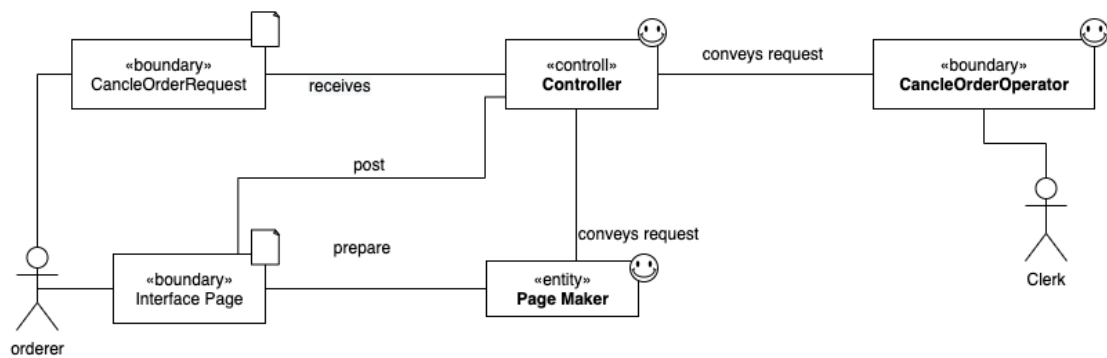 «boundary»
CancleOrderRequest
receives
«controll»
Controller
conveys request
«boundary»
CancleOrderOperator
post
prepare
conveys request
«boundary»
Interface Page
«entity»
Page Maker
Clerk
orderer